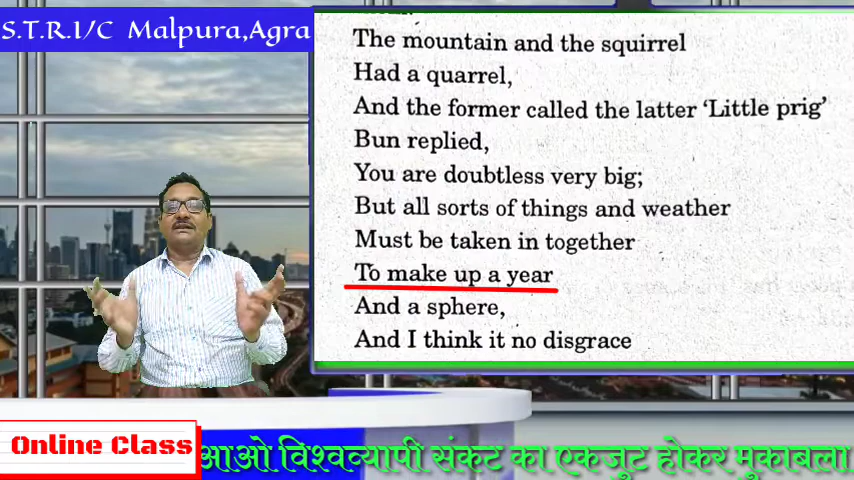 S.T.R.I/C Malpura,Agra
The mountain and the squirrel
Had a quarrel,
And the former called the latter ‘Little prig’
Bun replied,
You are doubtless very big;
But all sorts of things and weather
Must be taken in together
To make up a year
And a sphere,
And I think it no disgrace
Online Class
आओ विश्वव्यापी संकट का एकजुट होकर मुकाबला